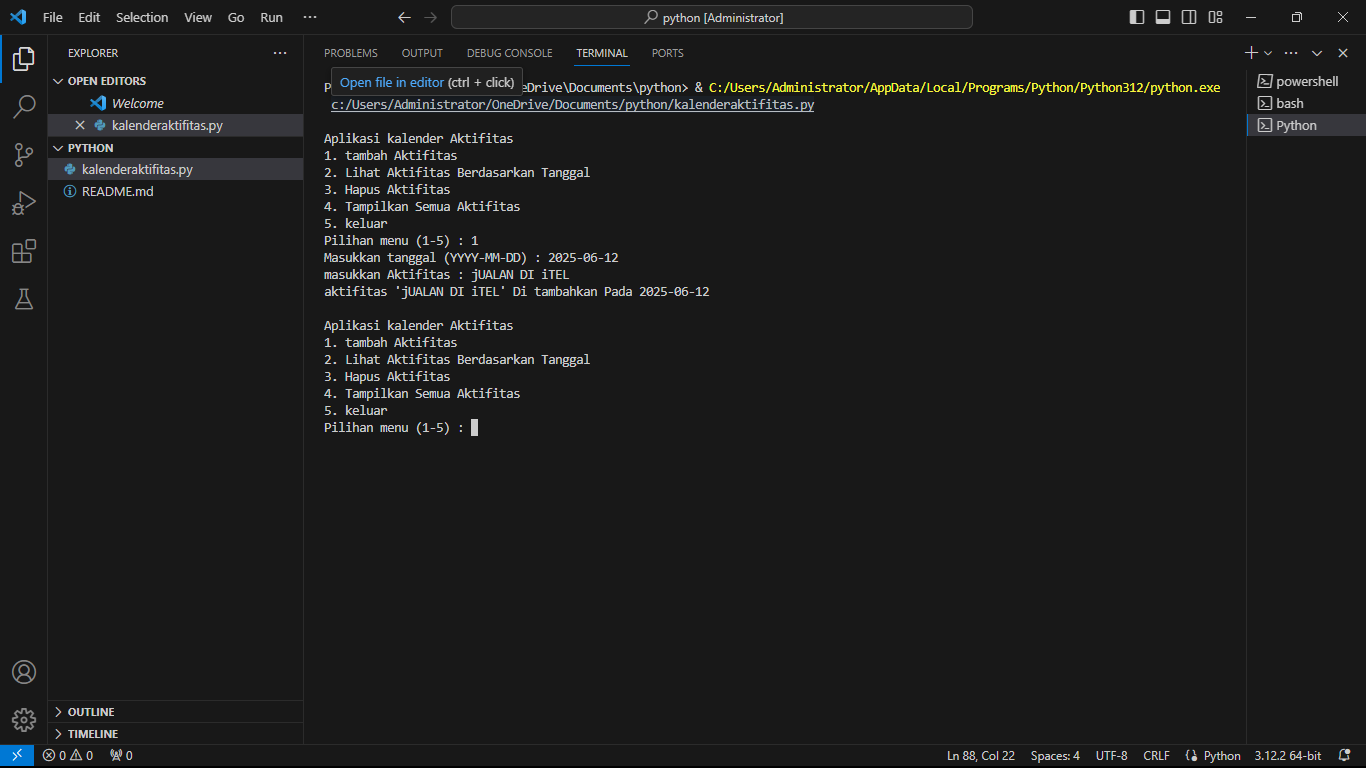 File Edit Selection View Go Run ··· python [Administrator]
EXPLORER ···
OPEN EDITORS
Welcome
kalenderaktifitas.py
PYTHON
kalenderaktifitas.py
README.md
OUTLINE
TIMELINE
PROBLEMS OUTPUT DEBUG CONSOLE TERMINAL PORTS
Open file in editor (ctrl + click)
eDrive\Documents\python> & C:/Users/Administrator/AppData/Local/Programs/Python/Python312/python.exe
c:/Users/Administrator/OneDrive/Documents/python/kalenderaktifitas.py
Aplikasi kalender Aktifitas
1. tambah Aktifitas
2. Lihat Aktifitas Berdasarkan Tanggal
3. Hapus Aktifitas
4. Tampilkan Semua Aktifitas
5. keluar
Pilihan menu (1-5) : 1
Masukkan tanggal (YYYY-MM-DD) : 2025-06-12
masukkan Aktifitas : jUALAN DI iTEL
aktifitas 'jUALAN DI iTEL' Di tambahkan Pada 2025-06-12
Aplikasi kalender Aktifitas
1. tambah Aktifitas
2. Lihat Aktifitas Berdasarkan Tanggal
3. Hapus Aktifitas
4. Tampilkan Semua Aktifitas
5. keluar
Pilihan menu (1-5) :
powershell
bash
Python
0 0 0 Ln 88, Col 22 Spaces: 4 UTF-8 CRLF Python 3.12.2 64-bit